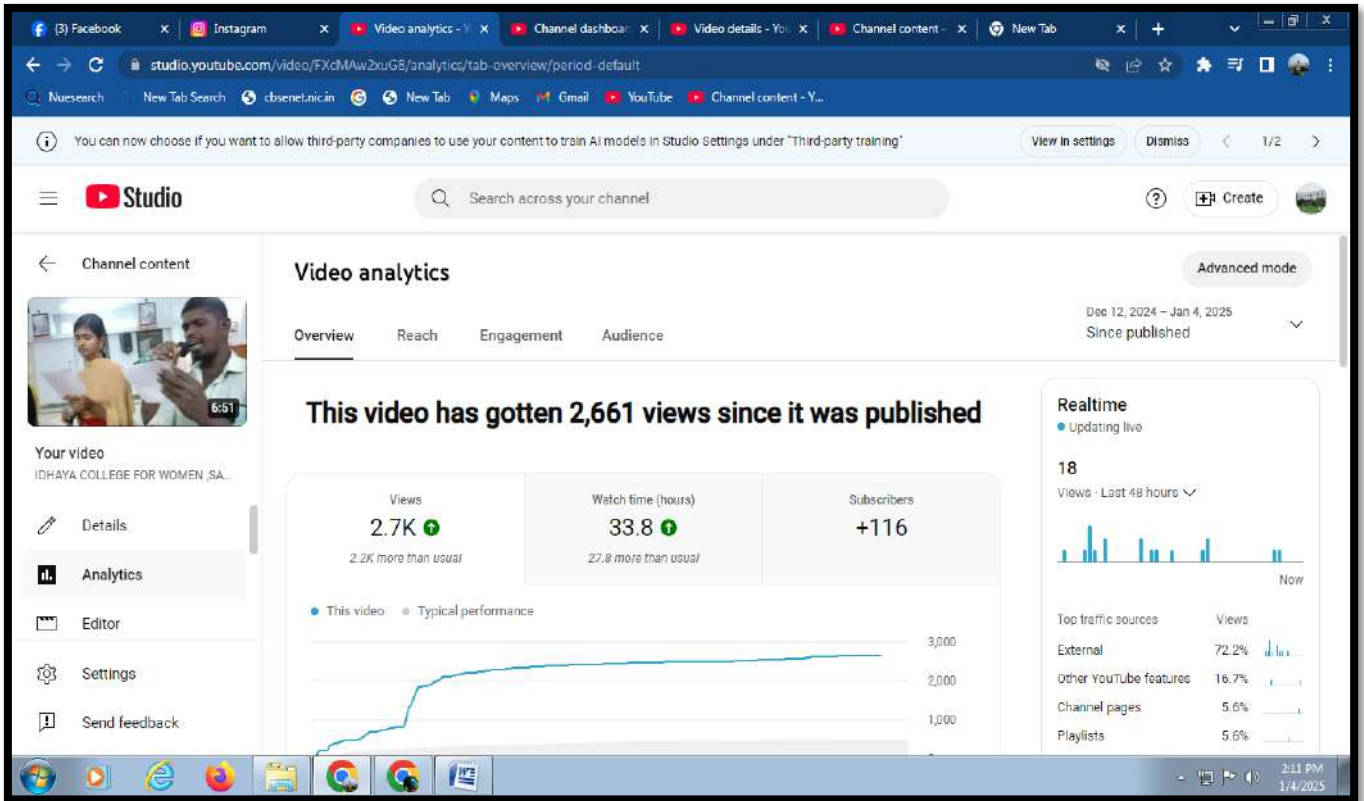 (3) Facebook
Instagram
Video analytics - Y
Channel dashboar
Video details - You
Channel content -
New Tab
studio.youtube.com/video/FXcMAw2xuG8/analytics/tab-overview/period-default
Nuesearch New Tab Search cbsenet.nic.in New Tab Maps Gmail YouTube Channel content - Y...
You can now choose if you want to allow third-party companies to use your content to train AI models in Studio Settings under "Third-party training"
View in settings
Dismiss
1/2
Studio
Search across your channel
Create
Channel content
Video analytics
Advanced mode
Dec 12, 2024 – Jan 4, 2025
Since published
Overview Reach Engagement Audience
6:51
Your video
IDHAYA COLLEGE FOR WOMEN ,SA...
Details
Analytics
Editor
Settings
Send feedback
This video has gotten 2,661 views since it was published
Views
2.7K
2.2K more than usual
Watch time (hours)
33.8
27.8 more than usual
Subscribers
+116
This video Typical performance
3,000
2,000
1,000
Realtime
Updating live
18
Views · Last 48 hours
Now
Top traffic sources Views
External 72.2%
Other YouTube features 16.7%
Channel pages 5.6%
Playlists 5.6%
2:11 PM
1/4/2025